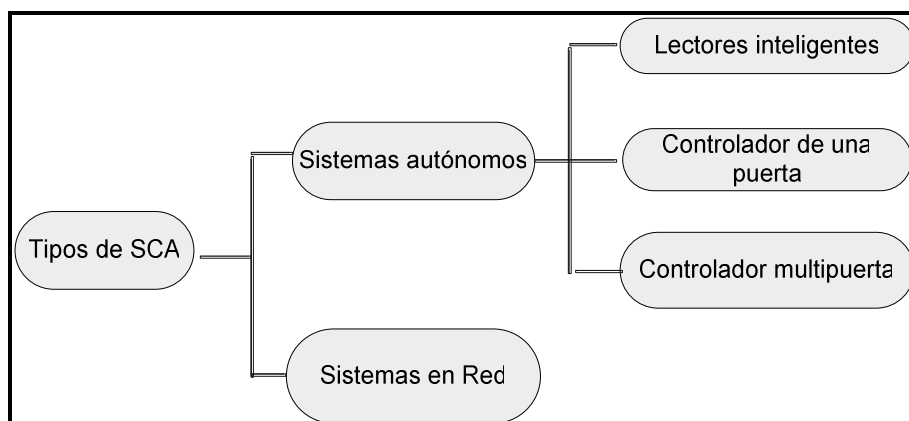 Lectores inteligentes
Sistemas autónomos
Controlador de una
puerta
Tipos de SCA
Controlador multipuerta
Sistemas en Red